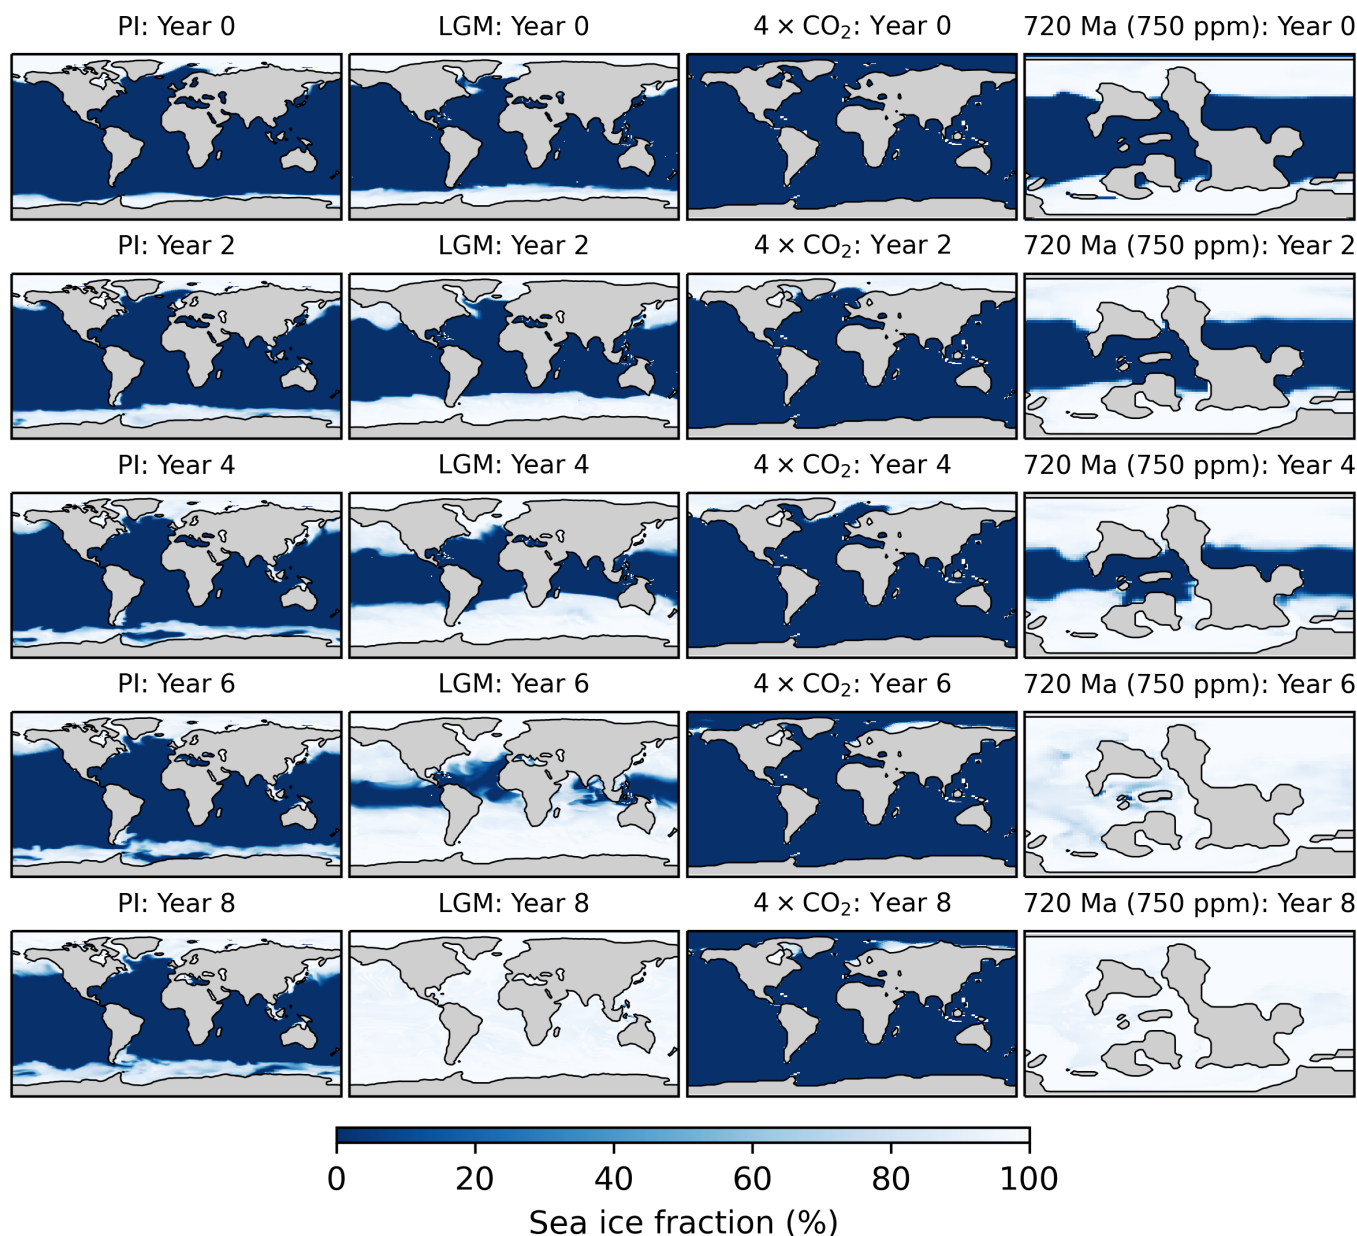 PI: Year 0 LGM: Year 0 4 × CO₂: Year 0 720 Ma (750 ppm): Year 0
PI: Year 2 LGM: Year 2 4 × CO₂: Year 2 720 Ma (750 ppm): Year 2
PI: Year 4 LGM: Year 4 4 × CO₂: Year 4 720 Ma (750 ppm): Year 4
PI: Year 6 LGM: Year 6 4 × CO₂: Year 6 720 Ma (750 ppm): Year 6
PI: Year 8 LGM: Year 8 4 × CO₂: Year 8 720 Ma (750 ppm): Year 8
0 20 40 60 80 100
Sea ice fraction (%)